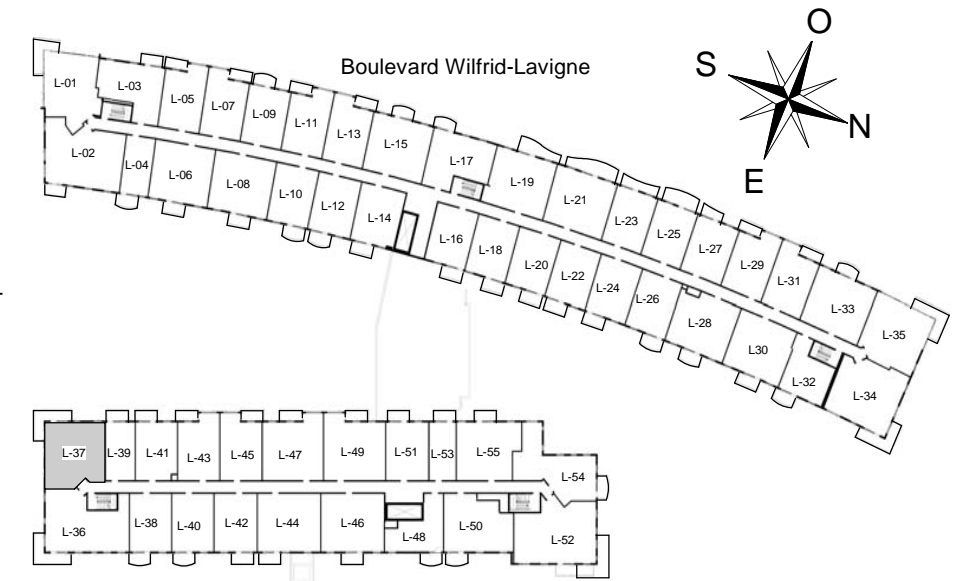 Boulevard Wilfrid-Lavigne
O
S
N
E
L-01
L-03
L-05
L-07
L-09
L-11
L-13
L-15
L-17
L-19
L-21
L-23
L-25
L-27
L-29
L-31
L-33
L-35
L-02
L-04
L-06
L-08
L-10
L-12
L-14
L-16
L-18
L-20
L-22
L-24
L-26
L-28
L30
L-32
L-34
L-37
L-39
L-41
L-43
L-45
L-47
L-49
L-51
L-53
L-55
L-54
L-36
L-38
L-40
L-42
L-44
L-46
L-48
L-50
L-52